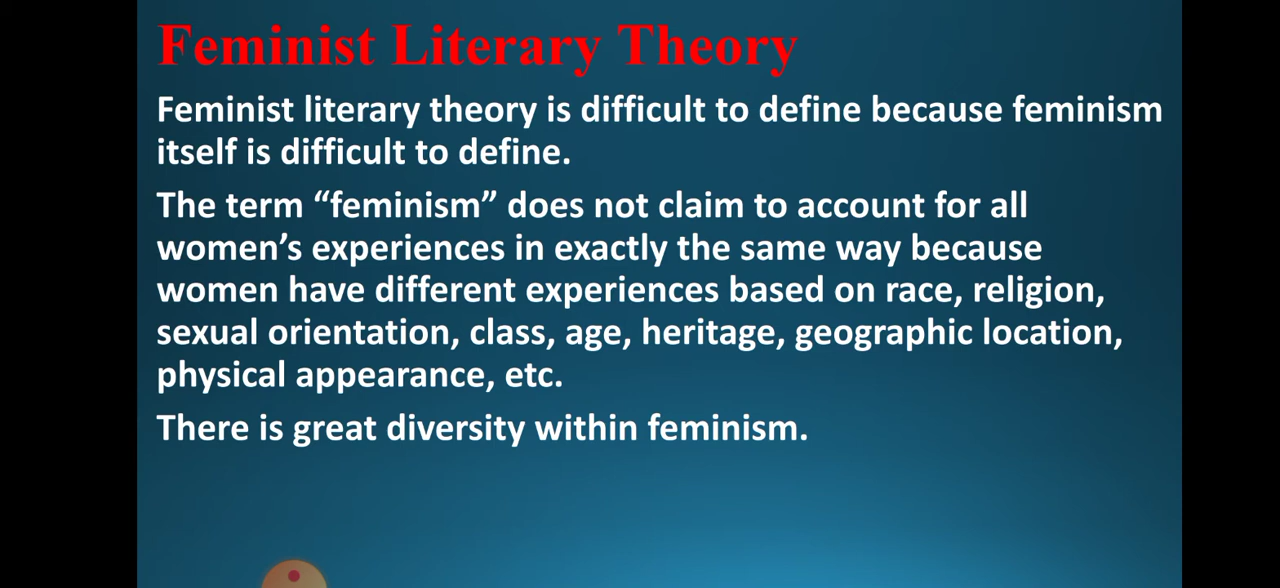 Feminist Literary Theory
Feminist literary theory is difficult to define because feminism
itself is difficult to define.
The term “feminism” does not claim to account for all
women’s experiences in exactly the same way because
women have different experiences based on race, religion,
sexual orientation, class, age, heritage, geographic location,
physical appearance, etc.
There is great diversity within feminism.